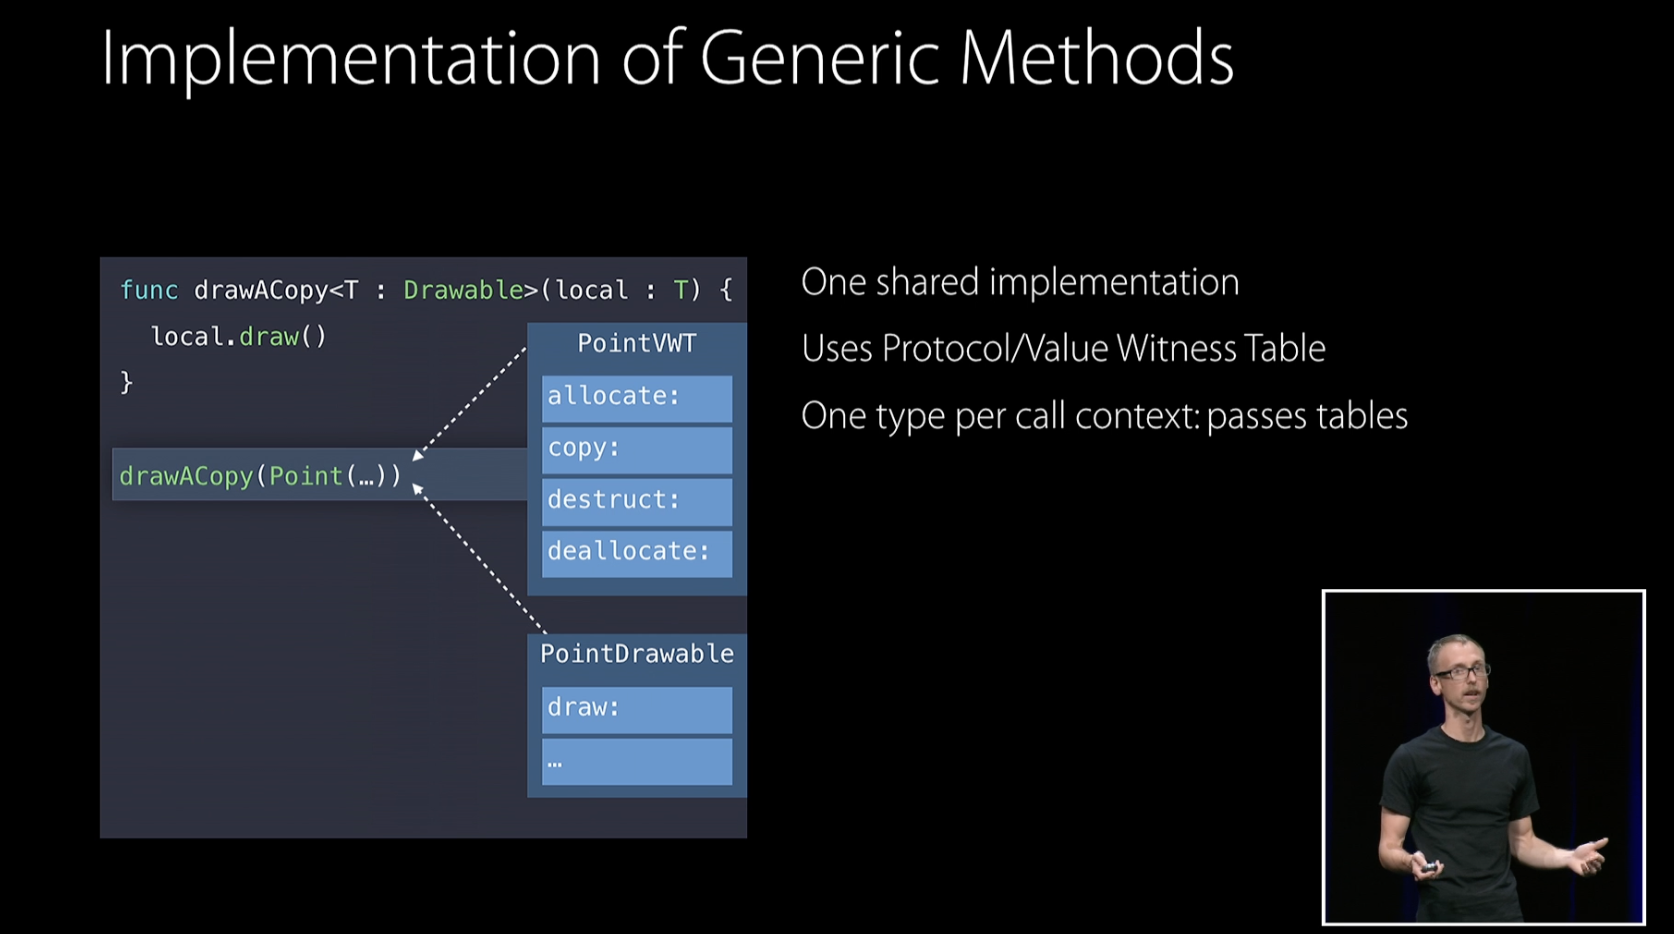 Implementation of Generic Methods
func drawACopy<T : Drawable>(local : T) {
local.draw()
}
drawACopy(Point(…))
PointVWT
allocate:
copy:
destruct:
deallocate:
PointDrawable
draw:
…
One shared implementation
Uses Protocol/Value Witness Table
One type per call context: passes tables